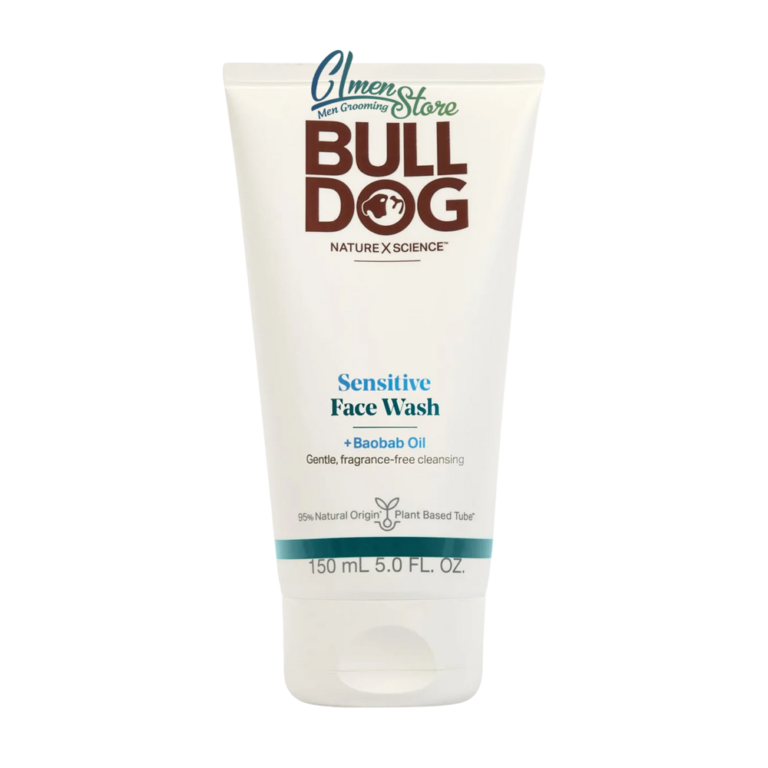 CImen
Men Grooming Store
BULL
DOG
NATURE X SCIENCE™
Sensitive
Face Wash
+Baobab Oil
Gentle, fragrance-free cleansing
95% Natural Origin* Plant Based Tube*
150 mL 5.0 FL. OZ.